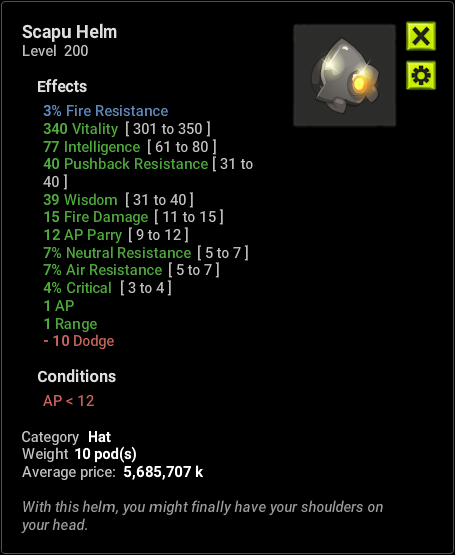 Scapu Helm
Level 200
Effects
3% Fire Resistance
340 Vitality [ 301 to 350 ]
77 Intelligence [ 61 to 80 ]
40 Pushback Resistance [ 31 to
40 ]
39 Wisdom [ 31 to 40 ]
15 Fire Damage [ 11 to 15 ]
12 AP Parry [ 9 to 12 ]
7% Neutral Resistance [ 5 to 7 ]
7% Air Resistance [ 5 to 7 ]
4% Critical [ 3 to 4 ]
1 AP
1 Range
- 10 Dodge
Conditions
AP < 12
Category Hat
Weight 10 pod(s)
Average price: 5,685,707 k
With this helm, you might finally have your shoulders on
your head.